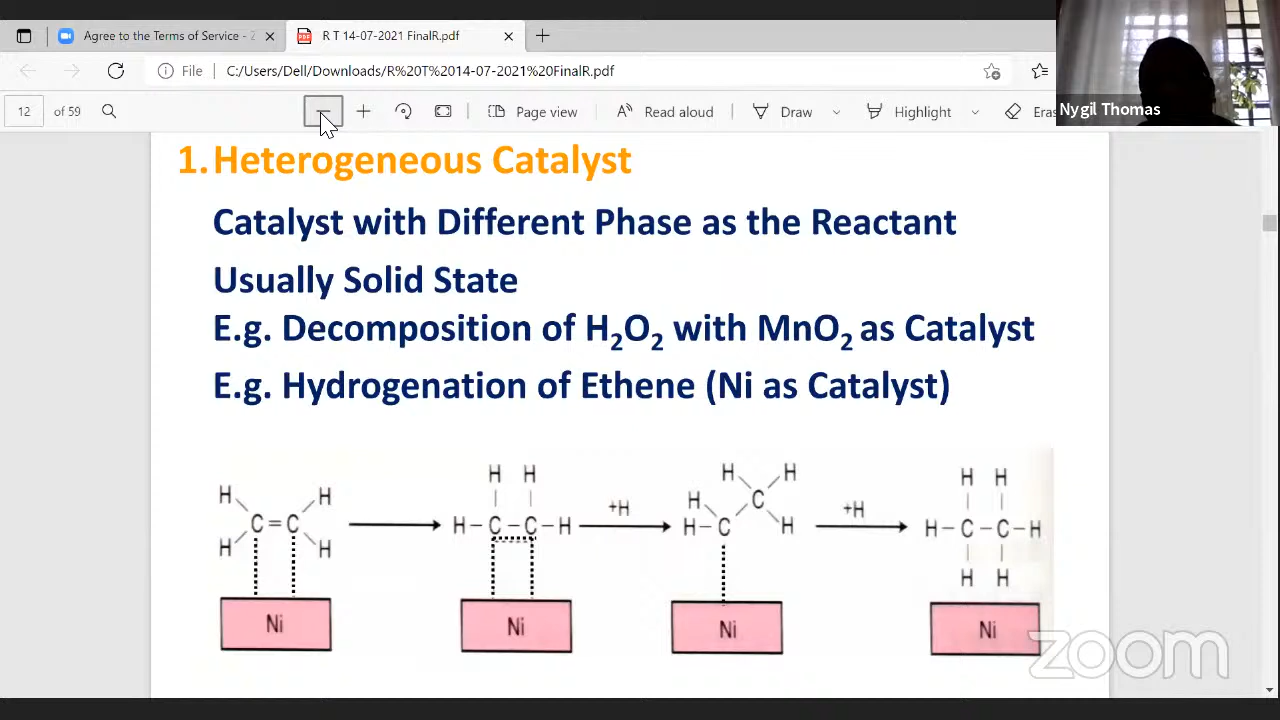 Agree to the Terms of Service - Z
R T 14-07-2021 FinalR.pdf
File C:/Users/Dell/Downloads/R%20T%2014-07-2021%20FinalR.pdf
12 of 59 Page view Read aloud Draw Highlight Eras
Nygil Thomas
1. Heterogeneous Catalyst
Catalyst with Different Phase as the Reactant
Usually Solid State
E.g. Decomposition of H₂O₂ with MnO₂ as Catalyst
E.g. Hydrogenation of Ethene (Ni as Catalyst)
H H H H H H H H
H H +H H C +H
C = C H - C - C - H H - C H - C - C - H
H H H H H
Ni Ni Ni Ni
zoom